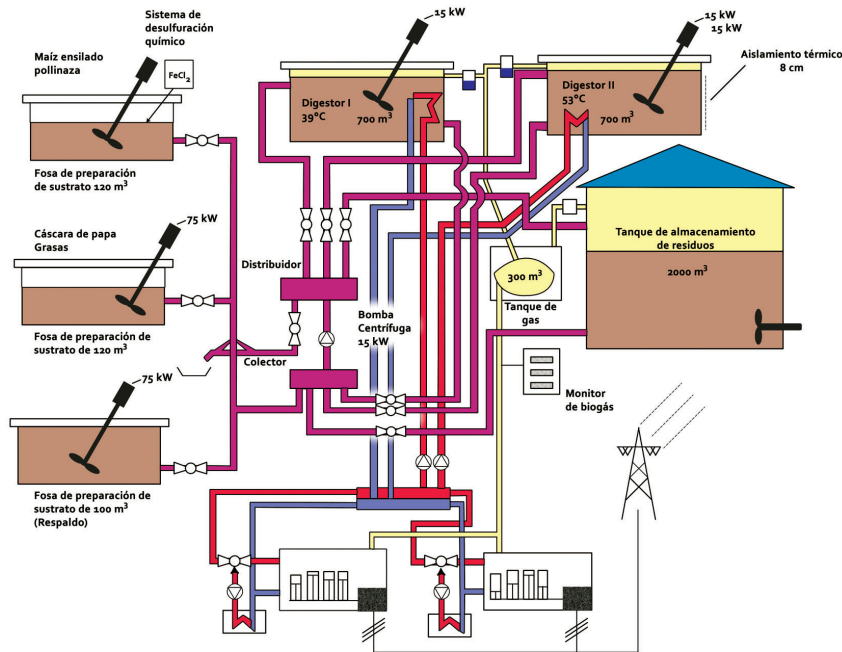 Sistema de
desulfuración
químico
Maíz ensilado
pollinaza
FeCl2
Fosa de preparación
de sustrato 120 m3
Cáscara de papa
Grasas
75 kW
Fosa de preparación de
sustrato de 120 m3
75 kW
Fosa de preparación de
sustrato de 100 m3
(Respaldo)
Distribuidor
Colector
Bomba
Centrífuga
15 kW
15 kW
Digestor I
39°C
700 m3
15 kW
15 kW
Digestor II
53°C
700 m3
Aislamiento térmico
8 cm
Tanque de almacenamiento
de residuos
2000 m3
300 m3
Tanque de
gas
Monitor
de biogás